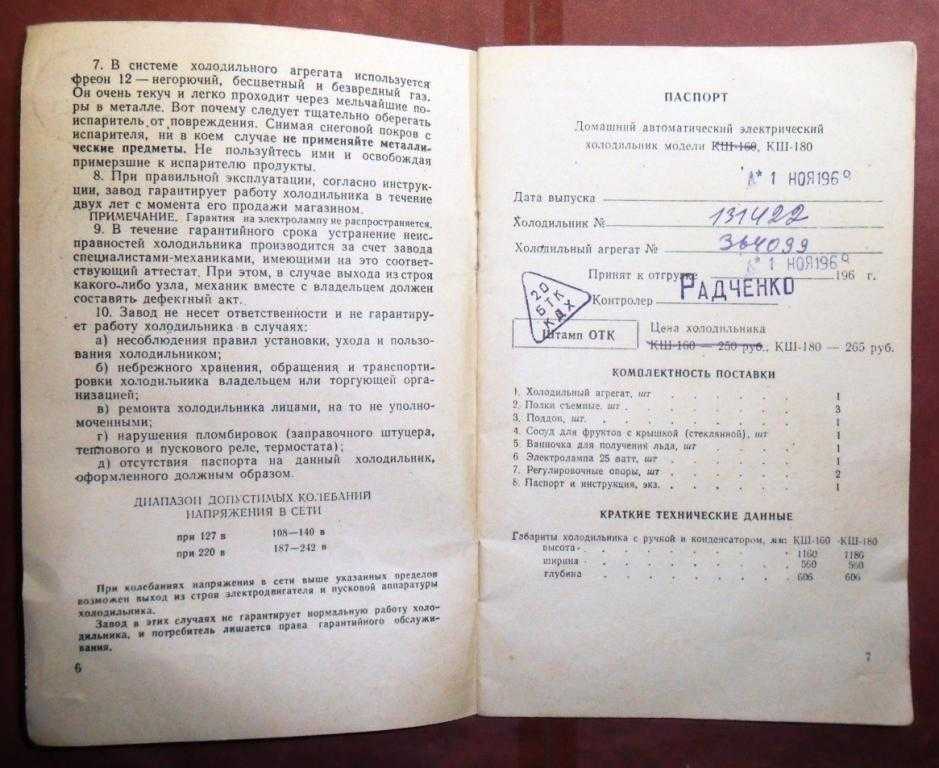 7. В системе холодильного агрегата используется
фреон 12 — негорючий, бесцветный и безвредный газ.
Он очень текуч и легко проходит через мельчайшие по-
ры в металле. Вот почему следует тщательно оберегать
испаритель от повреждения. Снимая снеговой покров с
испарителя, ни в коем случае не применяйте металли-
ческие предметы. Не пользуйтесь ими и освобождая
примерзшие к испарителю продукты.
8. При правильной эксплуатации, согласно инструк-
ции, завод гарантирует работу холодильника в течение
двух лет с момента его продажи магазином.
ПРИМЕЧАНИЕ. Гарантия на электролампу не распространяется.
9. В течение гарантийного срока устранение неис-
правностей холодильника производится за счет завода
специалистами-механиками, имеющими на это соответ-
ствующий аттестат. При этом, в случае выхода из строя
какого-либо узла, механик вместе с владельцем должен
составить дефектный акт.
10. Завод не несет ответственности и не гарантиру-
ет работу холодильника в случаях:
а) несоблюдения правил установки, ухода и пользо-
вания холодильником;
б) небрежного хранения, обращения и транспорти-
ровки холодильника владельцем или торгующей орга-
низацией;
в) ремонта холодильника лицами, на то не уполно-
моченными;
г) нарушения пломбировок (заправочного штуцера,
теплового и пускового реле, термостата);
д) отсутствия паспорта на данный холодильник,
оформленного должным образом.
ДИАПАЗОН ДОПУСТИМЫХ КОЛЕБАНИЙ
НАПРЯЖЕНИЯ В СЕТИ
при 127 в 108—140 в
при 220 в 187—242 в
При колебаниях напряжения в сети выше указанных пределов
возможен выход из строя электродвигателя и пусковой аппаратуры
холодильника.
Завод в этих случаях не гарантирует нормальную работу холо-
дильника, и потребитель лишается права гарантийного обслужи-
вания.
6
ПАСПОРТ
Домашний автоматический электрический
холодильник модели КШ-160, КШ-180
1 НОЯ 196
Дата выпуска
Холодильник № 131422
Холодильный агрегат № 364099
1 НОЯ 196
Принят к отгрузке 196 г.
Контролер РАДЧЕНКО
20
БТК
КДХ
Штамп ОТК
Цена холодильника
КШ-160 — 250 руб., КШ-180 — 265 руб.
КОМПЛЕКТНОСТЬ ПОСТАВКИ
1. Холодильный агрегат, шт 1
2. Полки съемные, шт 3
3. Поддон, шт. 1
4. Сосуд для фруктов с крышкой (стеклянной), шт 1
5 Ванночка для получения льда, шт 1
6 Электролампа 25 ватт, шт 1
7. Регулировочные опоры, шт 2
8. Паспорт и инструкция, экз. 1
КРАТКИЕ ТЕХНИЧЕСКИЕ ДАННЫЕ
Габариты холодильника с ручкой и конденсатором, мм: КШ-160 КШ-180
высота 1160 1186
ширина 560 560
глубина 606 606
7